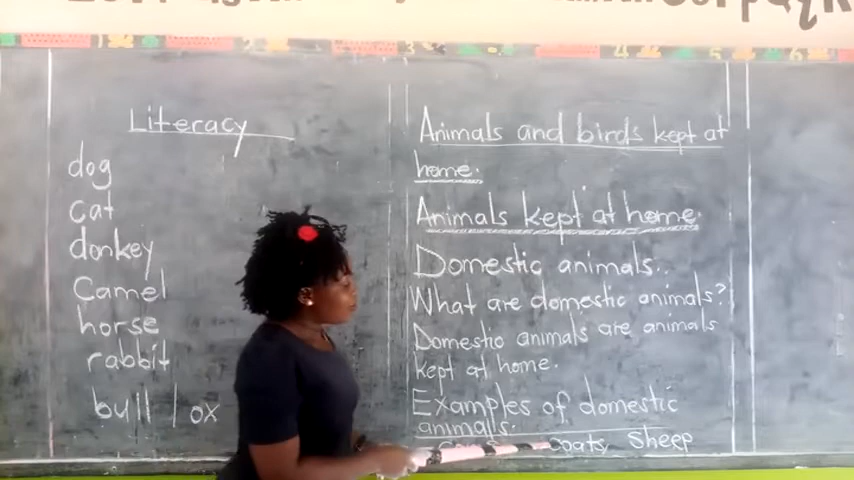 Literacy
dog
cat
donkey
Camel
horse
rabbit
bull / ox
Animals and birds kept at
home.
Animals kept at home.
Domestic animals.
What are domestic animals?
Domestic animals are animals
kept at home.
Examples of domestic
animals.
Sheep